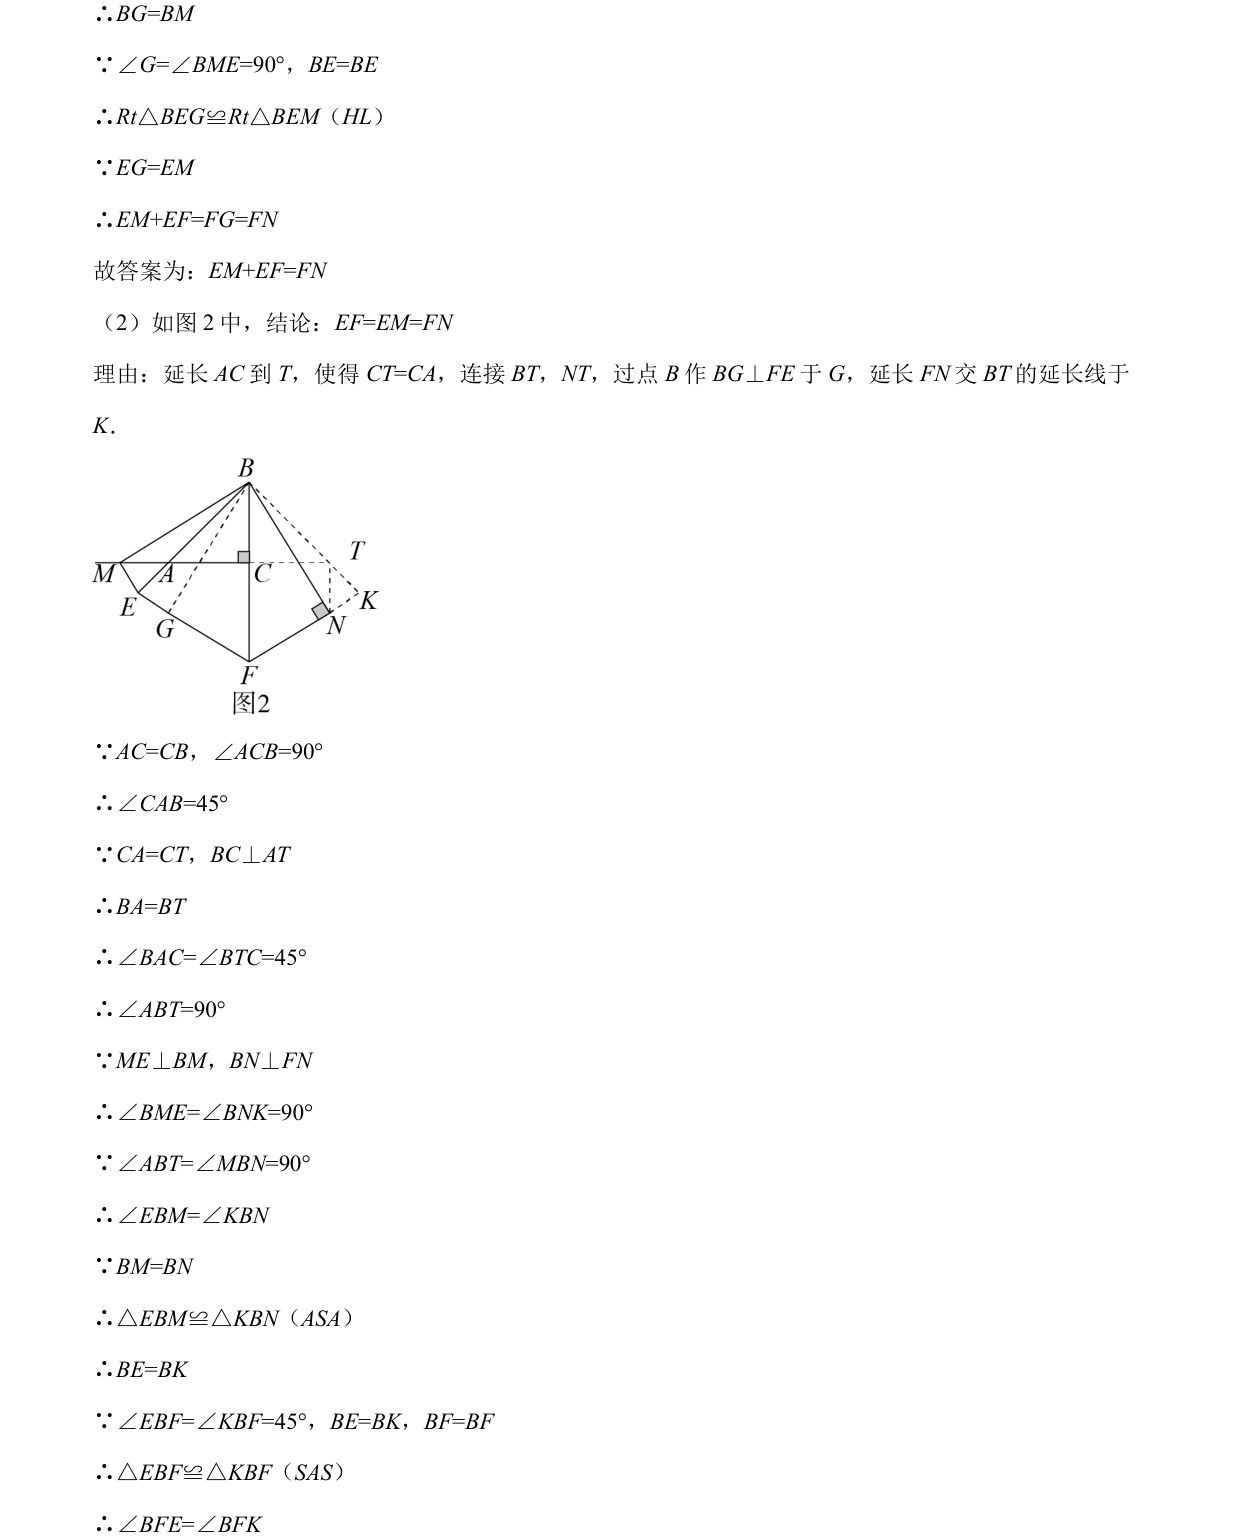 ∴BG=BM
∵∠G=∠BME=90°，BE=BE
∴Rt△BEG≌Rt△BEM（HL）
∵EG=EM
∴EM+EF=FG=FN
故答案为：EM+EF=FN
（2）如图2中，结论：EF=EM=FN
理由：延长AC到T，使得CT=CA，连接BT，NT，过点B作BG⊥FE于G，延长FN交BT的延长线于
K．
B
T
M
A
C
E
K
G
N
F
图2
∵AC=CB，∠ACB=90°
∴∠CAB=45°
∵CA=CT，BC⊥AT
∴BA=BT
∴∠BAC=∠BTC=45°
∴∠ABT=90°
∵ME⊥BM，BN⊥FN
∴∠BME=∠BNK=90°
∵∠ABT=∠MBN=90°
∴∠EBM=∠KBN
∵BM=BN
∴△EBM≌△KBN（ASA）
∴BE=BK
∵∠EBF=∠KBF=45°，BE=BK，BF=BF
∴△EBF≌△KBF（SAS）
∴∠BFE=∠BFK